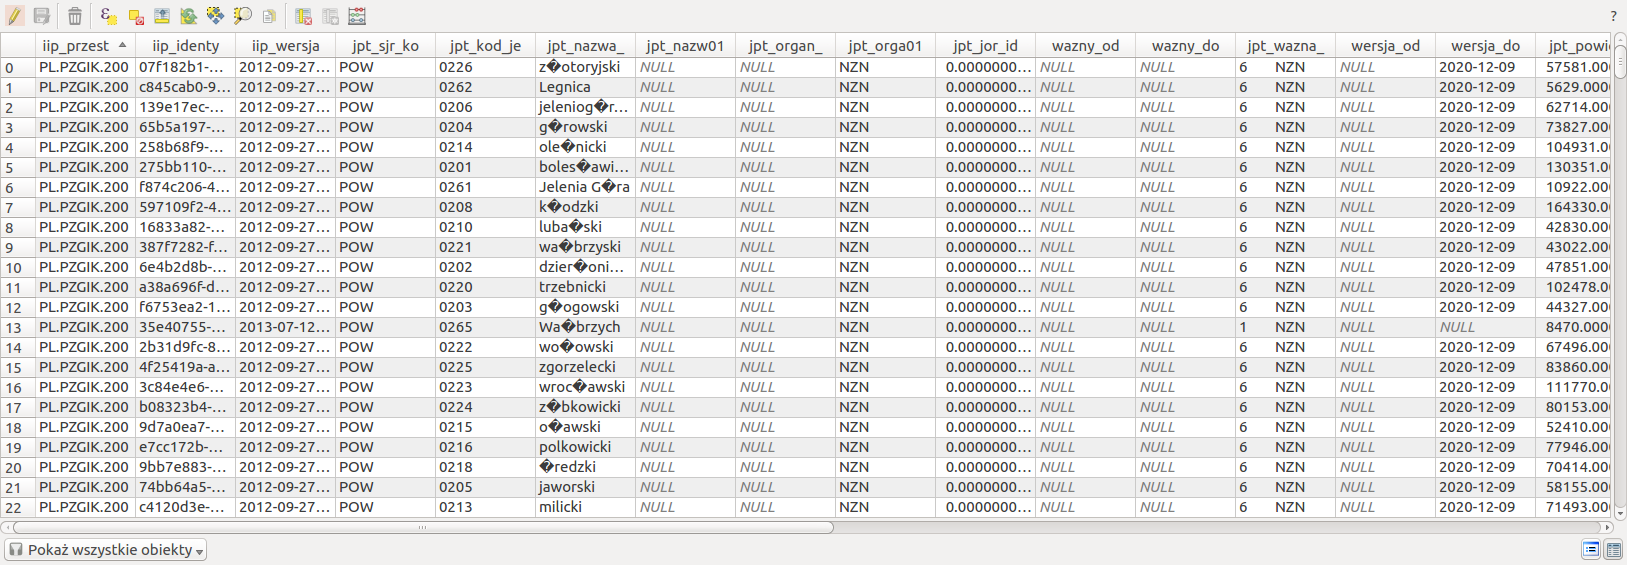 ?
iip_przest iip_identy iip_wersja jpt_sjr_ko jpt_kod_je jpt_nazwa_ jpt_nazw01 jpt_organ_ jpt_orga01 jpt_jor_id wazny_od wazny_do jpt_wazna_ wersja_od wersja_do jpt_powie
0 PL.PZGIK.200 07f182b1-... 2012-09-27... POW 0226 z�otoryjski NULL NULL NZN 0.0000000... NULL NULL 6 NZN NULL 2020-12-09 57581.000
1 PL.PZGIK.200 c845cab0-9... 2012-09-27... POW 0262 Legnica NULL NULL NZN 0.0000000... NULL NULL 6 NZN NULL 2020-12-09 5629.0000
2 PL.PZGIK.200 139e17ec-... 2012-09-27... POW 0206 jeleniog�r... NULL NULL NZN 0.0000000... NULL NULL 6 NZN NULL 2020-12-09 62714.000
3 PL.PZGIK.200 65b5a197-... 2012-09-27... POW 0204 g�rowski NULL NULL NZN 0.0000000... NULL NULL 6 NZN NULL 2020-12-09 73827.000
4 PL.PZGIK.200 258b68f9-... 2012-09-27... POW 0214 ole�nicki NULL NULL NZN 0.0000000... NULL NULL 6 NZN NULL 2020-12-09 104931.00
5 PL.PZGIK.200 275bb110-... 2012-09-27... POW 0201 boles�awi... NULL NULL NZN 0.0000000... NULL NULL 6 NZN NULL 2020-12-09 130351.00
6 PL.PZGIK.200 f874c206-4... 2012-09-27... POW 0261 Jelenia G�ra NULL NULL NZN 0.0000000... NULL NULL 6 NZN NULL 2020-12-09 10922.000
7 PL.PZGIK.200 597109f2-4... 2012-09-27... POW 0208 k�odzki NULL NULL NZN 0.0000000... NULL NULL 6 NZN NULL 2020-12-09 164330.00
8 PL.PZGIK.200 16833a82-... 2012-09-27... POW 0210 luba�ski NULL NULL NZN 0.0000000... NULL NULL 6 NZN NULL 2020-12-09 42830.000
9 PL.PZGIK.200 387f7282-f... 2012-09-27... POW 0221 wa�brzyski NULL NULL NZN 0.0000000... NULL NULL 6 NZN NULL 2020-12-09 43022.000
10 PL.PZGIK.200 6e4b2d8b-... 2012-09-27... POW 0202 dzier�oni... NULL NULL NZN 0.0000000... NULL NULL 6 NZN NULL 2020-12-09 47851.000
11 PL.PZGIK.200 a38a696f-d... 2012-09-27... POW 0220 trzebnicki NULL NULL NZN 0.0000000... NULL NULL 6 NZN NULL 2020-12-09 102478.00
12 PL.PZGIK.200 f6753ea2-1... 2012-09-27... POW 0203 g�ogowski NULL NULL NZN 0.0000000... NULL NULL 6 NZN NULL 2020-12-09 44327.000
13 PL.PZGIK.200 35e40755-... 2013-07-12... POW 0265 Wa�brzych NULL NULL NZN 0.0000000... NULL NULL 1 NZN NULL NULL 8470.0000
14 PL.PZGIK.200 2b31d9fc-8... 2012-09-27... POW 0222 wo�owski NULL NULL NZN 0.0000000... NULL NULL 6 NZN NULL 2020-12-09 67496.000
15 PL.PZGIK.200 4f25419a-a... 2012-09-27... POW 0225 zgorzelecki NULL NULL NZN 0.0000000... NULL NULL 6 NZN NULL 2020-12-09 83860.000
16 PL.PZGIK.200 3c84e4e6-... 2012-09-27... POW 0223 wroc�awski NULL NULL NZN 0.0000000... NULL NULL 6 NZN NULL 2020-12-09 111770.00
17 PL.PZGIK.200 b08323b4-... 2012-09-27... POW 0224 z�bkowicki NULL NULL NZN 0.0000000... NULL NULL 6 NZN NULL 2020-12-09 80153.000
18 PL.PZGIK.200 9d7a0ea7-... 2012-09-27... POW 0215 o�awski NULL NULL NZN 0.0000000... NULL NULL 6 NZN NULL 2020-12-09 52410.000
19 PL.PZGIK.200 e7cc172b-... 2012-09-27... POW 0216 polkowicki NULL NULL NZN 0.0000000... NULL NULL 6 NZN NULL 2020-12-09 77946.000
20 PL.PZGIK.200 9bb7e883-... 2012-09-27... POW 0218 �redzki NULL NULL NZN 0.0000000... NULL NULL 6 NZN NULL 2020-12-09 70414.000
21 PL.PZGIK.200 74bb64a5-... 2012-09-27... POW 0205 jaworski NULL NULL NZN 0.0000000... NULL NULL 6 NZN NULL 2020-12-09 58155.000
22 PL.PZGIK.200 c4120d3e-... 2012-09-27... POW 0213 milicki NULL NULL NZN 0.0000000... NULL NULL 6 NZN NULL 2020-12-09 71493.000
Pokaż wszystkie obiekty